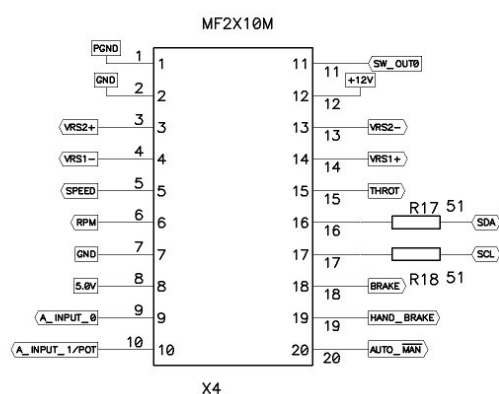 MF2X10M
PGND 1 1 11 11 SW_OUT0
GND 2 2 12 12 +12V
VRS2+ 3 3 13 13 VRS2-
VRS1- 4 4 14 14 VRS1+
SPEED 5 5 15 15 THROT
RPM 6 6 16 16 R17 51 SDA
GND 7 7 17 17 R18 51 SCL
5.0V 8 8 18 18 BRAKE
A_INPUT_0 9 9 19 19 HAND_BRAKE
A_INPUT_1/POT 10 10 20 20 AUTO_MAN
X4